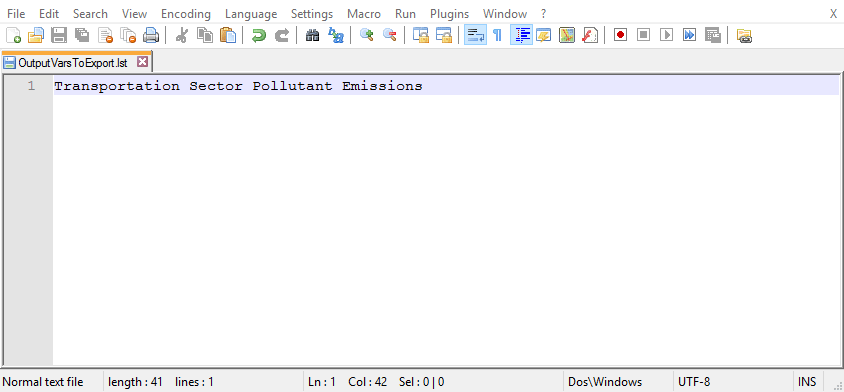 File Edit Search View Encoding Language Settings Macro Run Plugins Window ? X
OutputVarsToExport.lst
1 Transportation Sector Pollutant Emissions
Normal text file length : 41 lines : 1 Ln : 1 Col : 42 Sel : 0 | 0 Dos\Windows UTF-8 INS